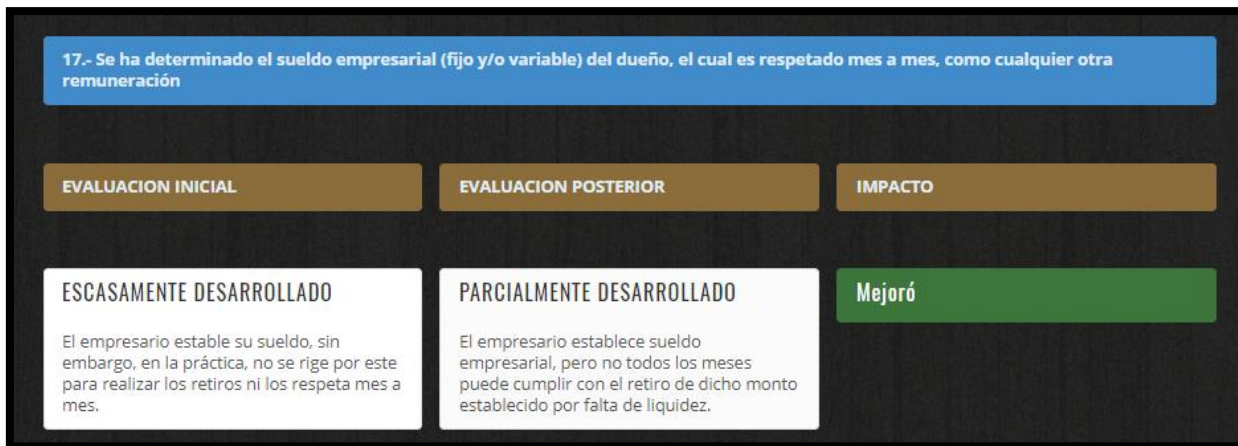 17.- Se ha determinado el sueldo empresarial (fijo y/o variable) del dueño, el cual es respetado mes a mes, como cualquier otra
remuneración
EVALUACION INICIAL
EVALUACION POSTERIOR
IMPACTO
ESCASAMENTE DESARROLLADO
El empresario estable su sueldo, sin
embargo, en la práctica, no se rige por este
para realizar los retiros ni los respeta mes a
mes.
PARCIALMENTE DESARROLLADO
El empresario establece sueldo
empresarial, pero no todos los meses
puede cumplir con el retiro de dicho monto
establecido por falta de liquidez.
Mejoró